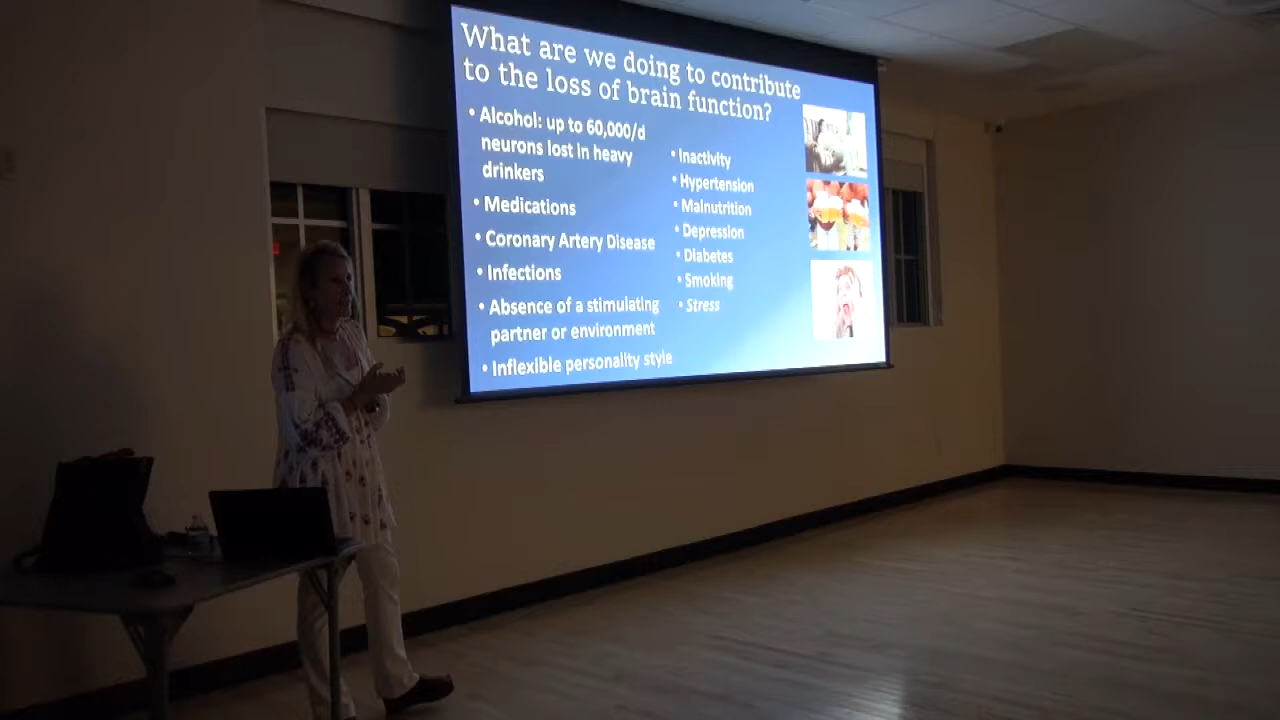 What are we doing to contribute
to the loss of brain function?
• Alcohol: up to 60,000/d
neurons lost in heavy
drinkers
• Medications
• Coronary Artery Disease
• Infections
• Absence of a stimulating
partner or environment
• Inflexible personality style
• Inactivity
• Hypertension
• Malnutrition
• Depression
• Diabetes
• Smoking
• Stress